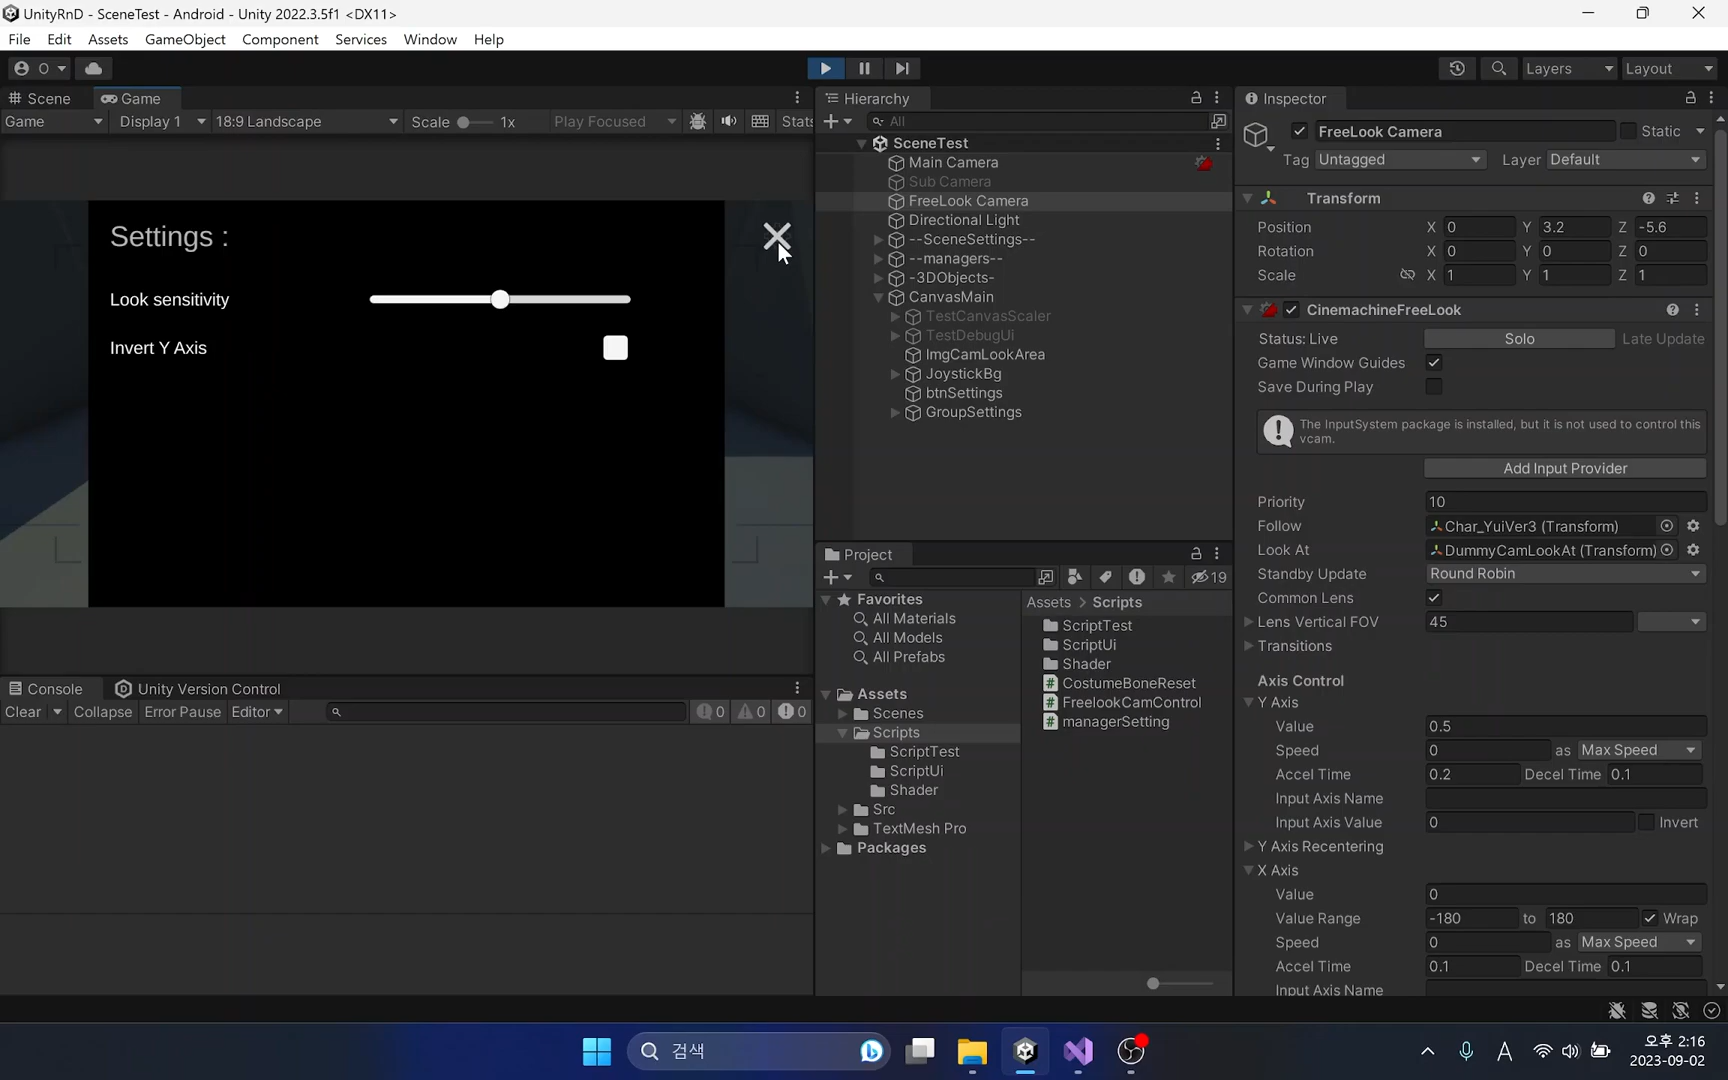 UnityRnD - SceneTest - Android - Unity 2022.3.5f1 <DX11>
File Edit Assets GameObject Component Services Window Help
O Layers Layout
Scene Game
Game Display 1 18:9 Landscape Scale 1x Play Focused Stats
Settings :
Look sensitivity
Invert Y Axis
Console Unity Version Control
Clear Collapse Error Pause Editor 0 0 0
Hierarchy
All
SceneTest
Main Camera
Sub Camera
FreeLook Camera
Directional Light
--SceneSettings--
--managers--
-3DObjects-
CanvasMain
TestCanvasScaler
TestDebugUi
ImgCamLookArea
JoystickBg
btnSettings
GroupSettings
Project
19
Favorites
All Materials
All Models
All Prefabs
Assets
Scenes
Scripts
ScriptTest
ScriptUi
Shader
Src
TextMesh Pro
Packages
Assets > Scripts
ScriptTest
ScriptUi
Shader
CostumeBoneReset
FreelookCamControl
managerSetting
Inspector
FreeLook Camera Static
Tag Untagged Layer Default
Transform
Position X 0 Y 3.2 Z -5.6
Rotation X 0 Y 0 Z 0
Scale X 1 Y 1 Z 1
CinemachineFreeLook
Status: Live Solo Late Update
Game Window Guides
Save During Play
The InputSystem package is installed, but it is not used to control this
vcam.
Add Input Provider
Priority 10
Follow Char_YuiVer3 (Transform)
Look At DummyCamLookAt (Transform)
Standby Update Round Robin
Common Lens
Lens Vertical FOV 45
Transitions
Axis Control
Y Axis
Value 0.5
Speed 0 as Max Speed
Accel Time 0.2 Decel Time 0.1
Input Axis Name
Input Axis Value 0 Invert
Y Axis Recentering
X Axis
Value 0
Value Range -180 to 180 Wrap
Speed 0 as Max Speed
Accel Time 0.1 Decel Time 0.1
Input Axis Name
검색
A
오후 2:16
2023-09-02